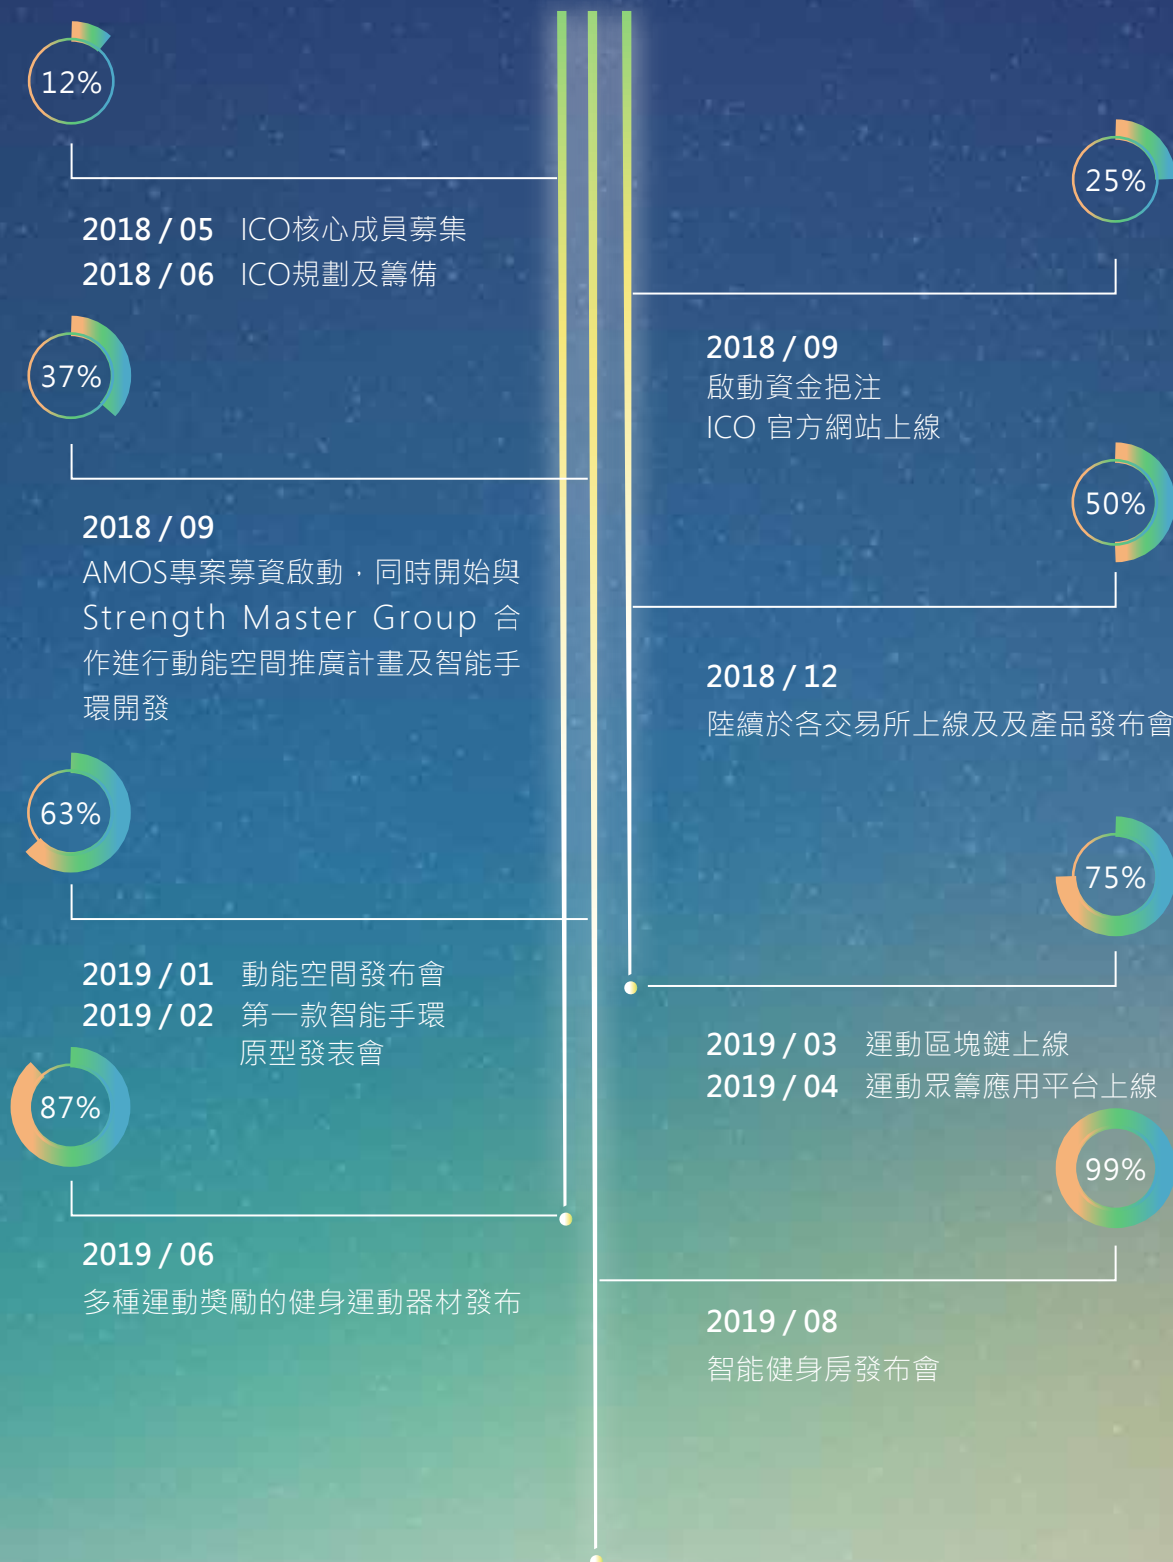 12%
2018 / 05 ICO核心成員募集
2018 / 06 ICO規劃及籌備
25%
2018 / 09
啟動資金挹注
ICO 官方網站上線
37%
2018 / 09
AMOS專案募資啟動，同時開始與
Strength Master Group 合
作進行動能空間推廣計畫及智能手
環開發
50%
2018 / 12
陸續於各交易所上線及及產品發布會
63%
2019 / 01 動能空間發布會
2019 / 02 第一款智能手環
原型發表會
75%
2019 / 03 運動區塊鏈上線
2019 / 04 運動眾籌應用平台上線
87%
2019 / 06
多種運動獎勵的健身運動器材發布
99%
2019 / 08
智能健身房發布會